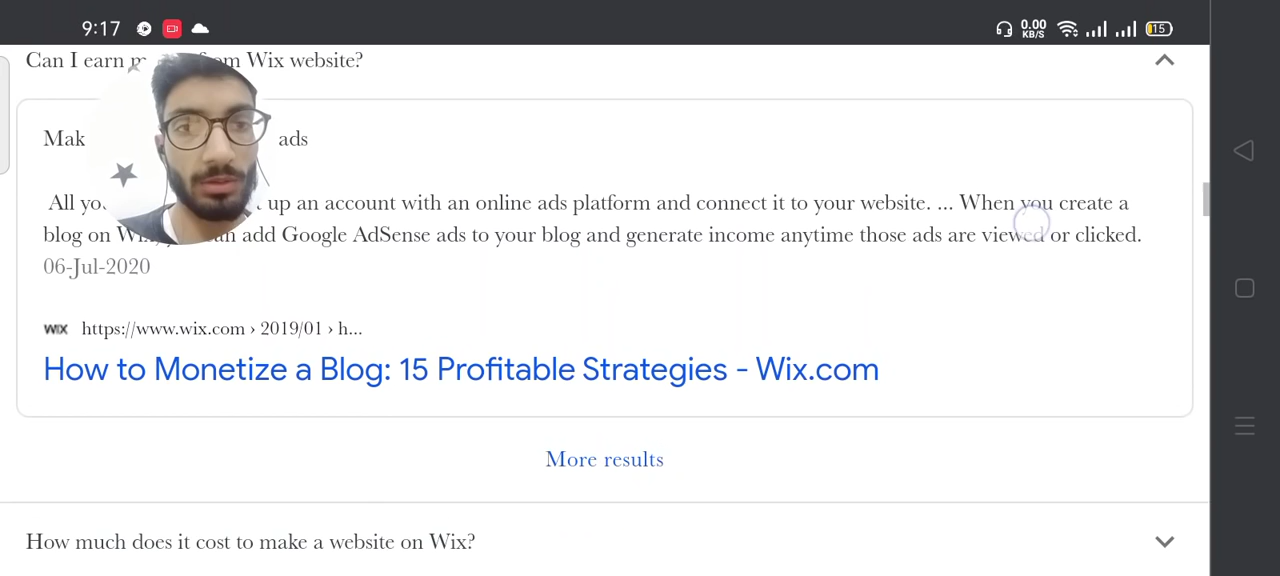 9:17 0.00 KB/S 15
Can I earn m om Wix website?
Mak ads
All yo up an account with an online ads platform and connect it to your website. ... When you create a
blog on W an add Google AdSense ads to your blog and generate income anytime those ads are viewed or clicked.
06-Jul-2020
WIX https://www.wix.com › 2019/01 › h...
How to Monetize a Blog: 15 Profitable Strategies - Wix.com
More results
How much does it cost to make a website on Wix?